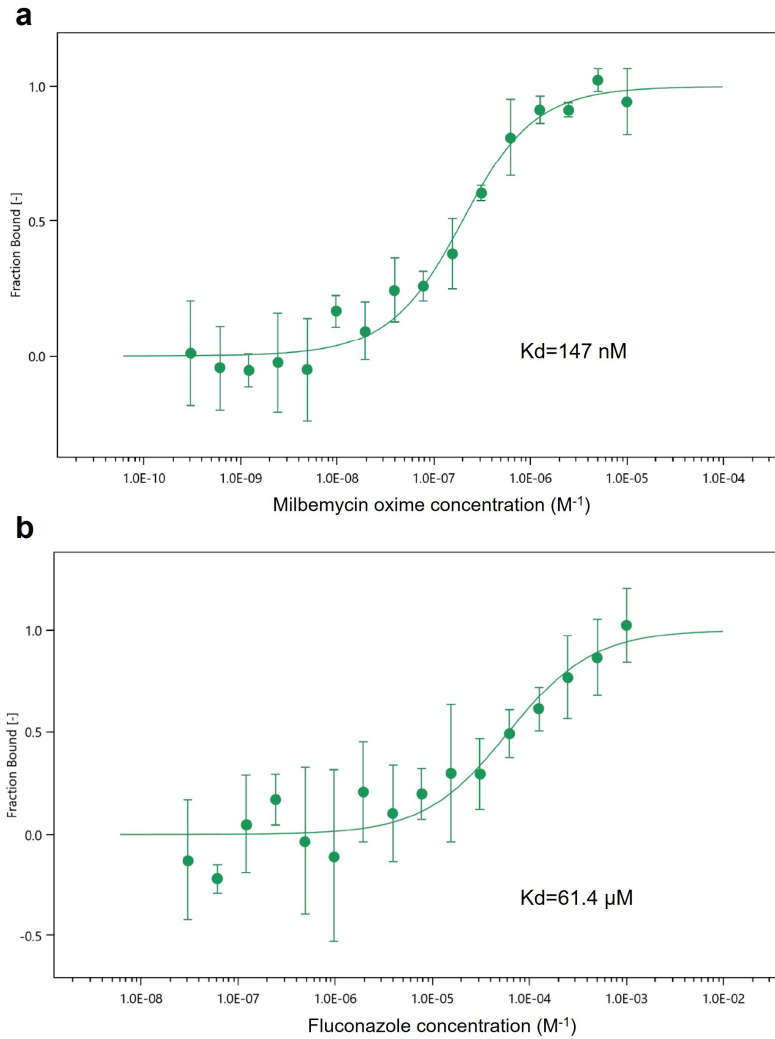 a
1.0
0.5
0.0
Fraction Bound [-]
Kd=147 nM
1.0E-10 1.0E-09 1.0E-08 1.0E-07 1.0E-06 1.0E-05 1.0E-04
Milbemycin oxime concentration (M⁻¹)
b
1.0
0.5
0.0
-0.5
Fraction Bound [-]
Kd=61.4 µM
1.0E-08 1.0E-07 1.0E-06 1.0E-05 1.0E-04 1.0E-03 1.0E-02
Fluconazole concentration (M⁻¹)